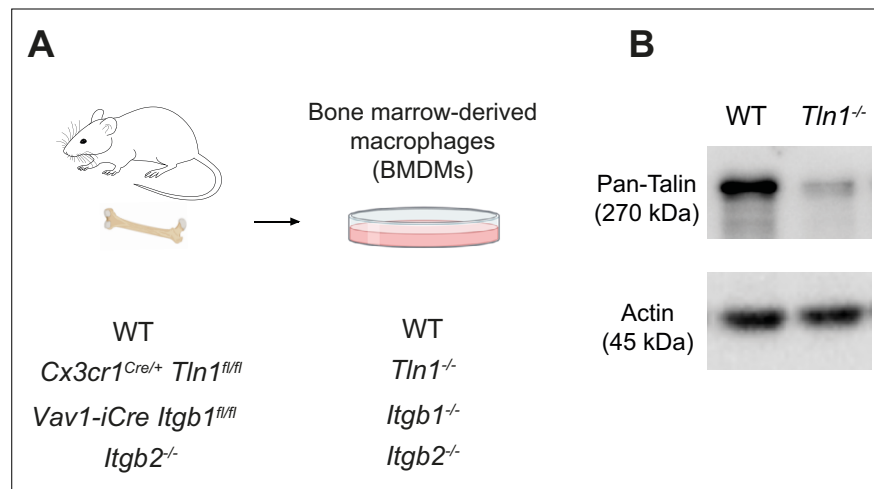 A
Bone marrow-derived
macrophages
(BMDMs)
WT
Cx3cr1Cre/+ Tln1fl/fl
Vav1-iCre Itgb1fl/fl
Itgb2-/-
WT
Tln1-/-
Itgb1-/-
Itgb2-/-
B
WT Tln1-/-
Pan-Talin
(270 kDa)
Actin
(45 kDa)